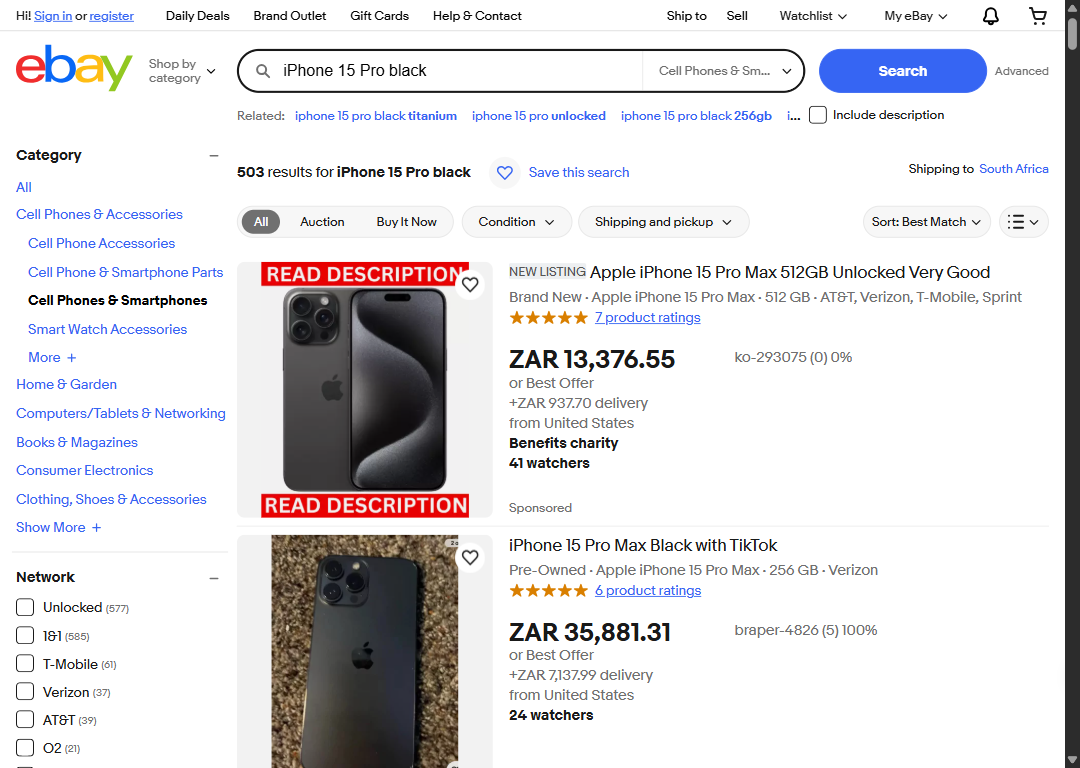 Hi! Sign in or register Daily Deals Brand Outlet Gift Cards Help & Contact Ship to Sell Watchlist My eBay
ebay
Shop by category
iPhone 15 Pro black
Cell Phones & Sm...
Search
Advanced
Related: iphone 15 pro black titanium iphone 15 pro unlocked iphone 15 pro black 256gb i...
Include description
Category
All
Cell Phones & Accessories
Cell Phone Accessories
Cell Phone & Smartphone Parts
Cell Phones & Smartphones
Smart Watch Accessories
More +
Home & Garden
Computers/Tablets & Networking
Books & Magazines
Consumer Electronics
Clothing, Shoes & Accessories
Show More +
Network
Unlocked (577)
1&1 (585)
T-Mobile (61)
Verizon (37)
AT&T (39)
O2 (21)
503 results for iPhone 15 Pro black
Save this search
Shipping to South Africa
All Auction Buy It Now Condition Shipping and pickup Sort: Best Match
READ DESCRIPTION
READ DESCRIPTION
NEW LISTING Apple iPhone 15 Pro Max 512GB Unlocked Very Good
Brand New · Apple iPhone 15 Pro Max · 512 GB · AT&T, Verizon, T-Mobile, Sprint
7 product ratings
ZAR 13,376.55
ko-293075 (0) 0%
or Best Offer
+ZAR 937.70 delivery
from United States
Benefits charity
41 watchers
Sponsored
iPhone 15 Pro Max Black with TikTok
Pre-Owned · Apple iPhone 15 Pro Max · 256 GB · Verizon
6 product ratings
ZAR 35,881.31
braper-4826 (5) 100%
or Best Offer
+ZAR 7,137.99 delivery
from United States
24 watchers